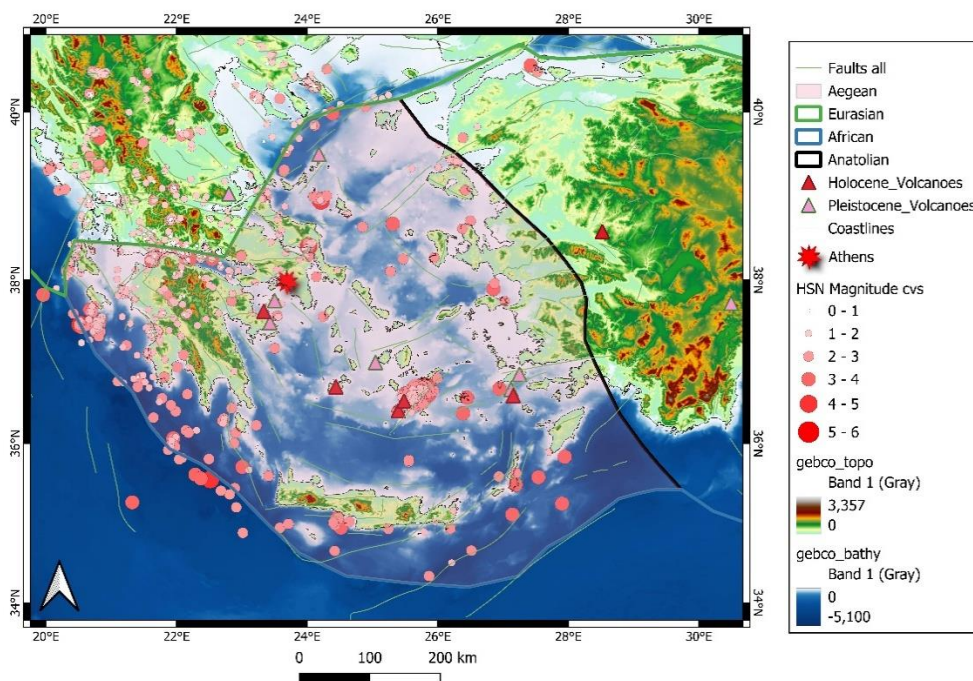 20°E 22°E 24°E 26°E 28°E 30°E
40°N 40°N
38°N 38°N
36°N 36°N
34°N 34°N
20°E 22°E 24°E 26°E 28°E 30°E
0 100 200 km
Faults all
Aegean
Eurasian
African
Anatolian
Holocene_Volcanoes
Pleistocene_Volcanoes
Coastlines
Athens
HSN Magnitude cvs
0 - 1
1 - 2
2 - 3
3 - 4
4 - 5
5 - 6
gebco_topo
Band 1 (Gray)
3,357
0
gebco_bathy
Band 1 (Gray)
0
-5,100